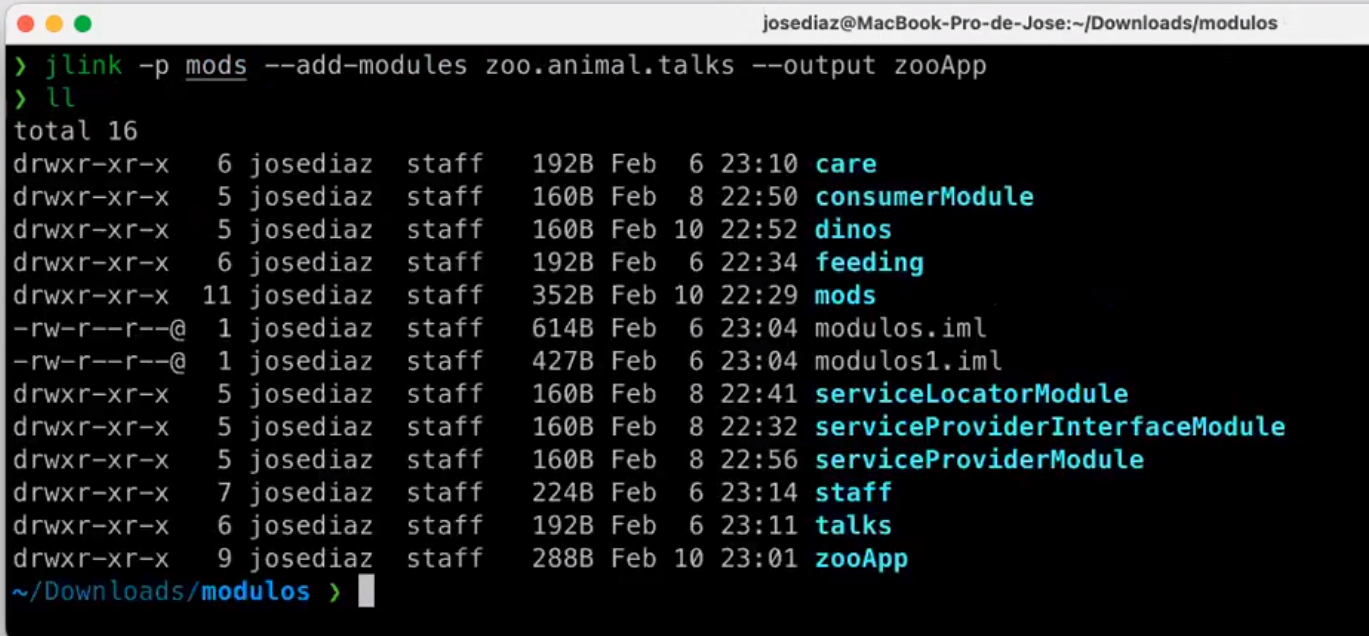 josediaz@MacBook-Pro-de-Jose:~/Downloads/modulos
❯ jlink -p mods --add-modules zoo.animal.talks --output zooApp
❯ ll
total 16
drwxr-xr-x   6 josediaz  staff   192B Feb  6 23:10 care
drwxr-xr-x   5 josediaz  staff   160B Feb  8 22:50 consumerModule
drwxr-xr-x   5 josediaz  staff   160B Feb 10 22:52 dinos
drwxr-xr-x   6 josediaz  staff   192B Feb  6 22:34 feeding
drwxr-xr-x  11 josediaz  staff   352B Feb 10 22:29 mods
-rw-r--r--@  1 josediaz  staff   614B Feb  6 23:04 modulos.iml
-rw-r--r--@  1 josediaz  staff   427B Feb  6 23:04 modulos1.iml
drwxr-xr-x   5 josediaz  staff   160B Feb  8 22:41 serviceLocatorModule
drwxr-xr-x   5 josediaz  staff   160B Feb  8 22:32 serviceProviderInterfaceModule
drwxr-xr-x   5 josediaz  staff   160B Feb  8 22:56 serviceProviderModule
drwxr-xr-x   7 josediaz  staff   224B Feb  6 23:14 staff
drwxr-xr-x   6 josediaz  staff   192B Feb  6 23:11 talks
drwxr-xr-x   9 josediaz  staff   288B Feb 10 23:01 zooApp
~/Downloads/modulos ❯